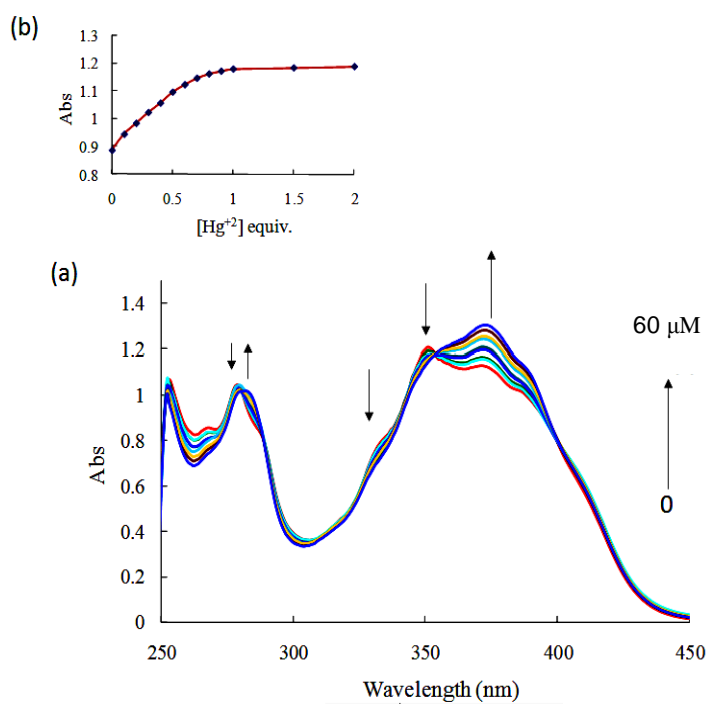 (b)
1.3
1.2
1.1
1
0.9
0.8
Abs
0 0.5 1 1.5 2
[Hg⁺²] equiv.
(a)
1.4
1.2
1
0.8
0.6
0.4
0.2
0
Abs
60 μM
0
250 300 350 400 450
Wavelength (nm)